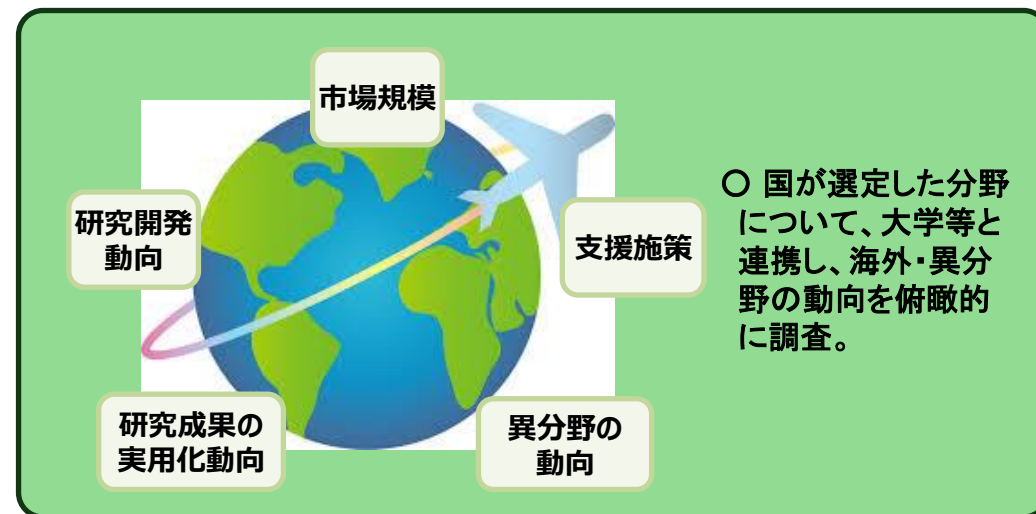 市場規模
研究開発
動向
支援施策
研究成果の
実用化動向
異分野の
動向
○ 国が選定した分野
について、大学等と
連携し、海外・異分
野の動向を俯瞰的
に調査。